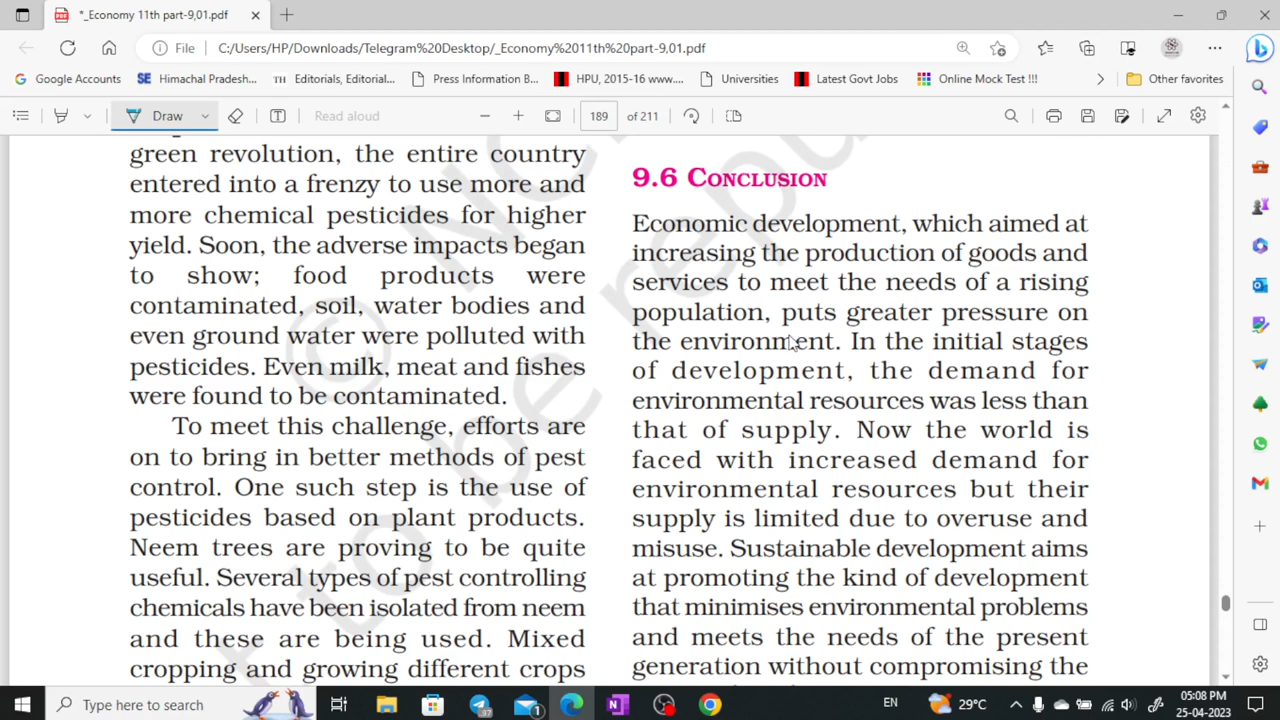 *_Economy 11th part-9,01.pdf
File
C:/Users/HP/Downloads/Telegram%20Desktop/_Economy%2011th%20part-9,01.pdf
Google Accounts
SE Himachal Pradesh...
TH Editorials, Editorial...
Press Information B...
HPU, 2015-16 www....
Universities
Latest Govt Jobs
Online Mock Test !!!
Other favorites
Draw
Read aloud
189 of 211
green revolution, the entire country
entered into a frenzy to use more and
more chemical pesticides for higher
yield. Soon, the adverse impacts began
to show; food products were
contaminated, soil, water bodies and
even ground water were polluted with
pesticides. Even milk, meat and fishes
were found to be contaminated.
To meet this challenge, efforts are
on to bring in better methods of pest
control. One such step is the use of
pesticides based on plant products.
Neem trees are proving to be quite
useful. Several types of pest controlling
chemicals have been isolated from neem
and these are being used. Mixed
cropping and growing different crops
9.6 CONCLUSION
Economic development, which aimed at
increasing the production of goods and
services to meet the needs of a rising
population, puts greater pressure on
the environment. In the initial stages
of development, the demand for
environmental resources was less than
that of supply. Now the world is
faced with increased demand for
environmental resources but their
supply is limited due to overuse and
misuse. Sustainable development aims
at promoting the kind of development
that minimises environmental problems
and meets the needs of the present
generation without compromising the
Type here to search
EN
29°C
05:08 PM
25-04-2023